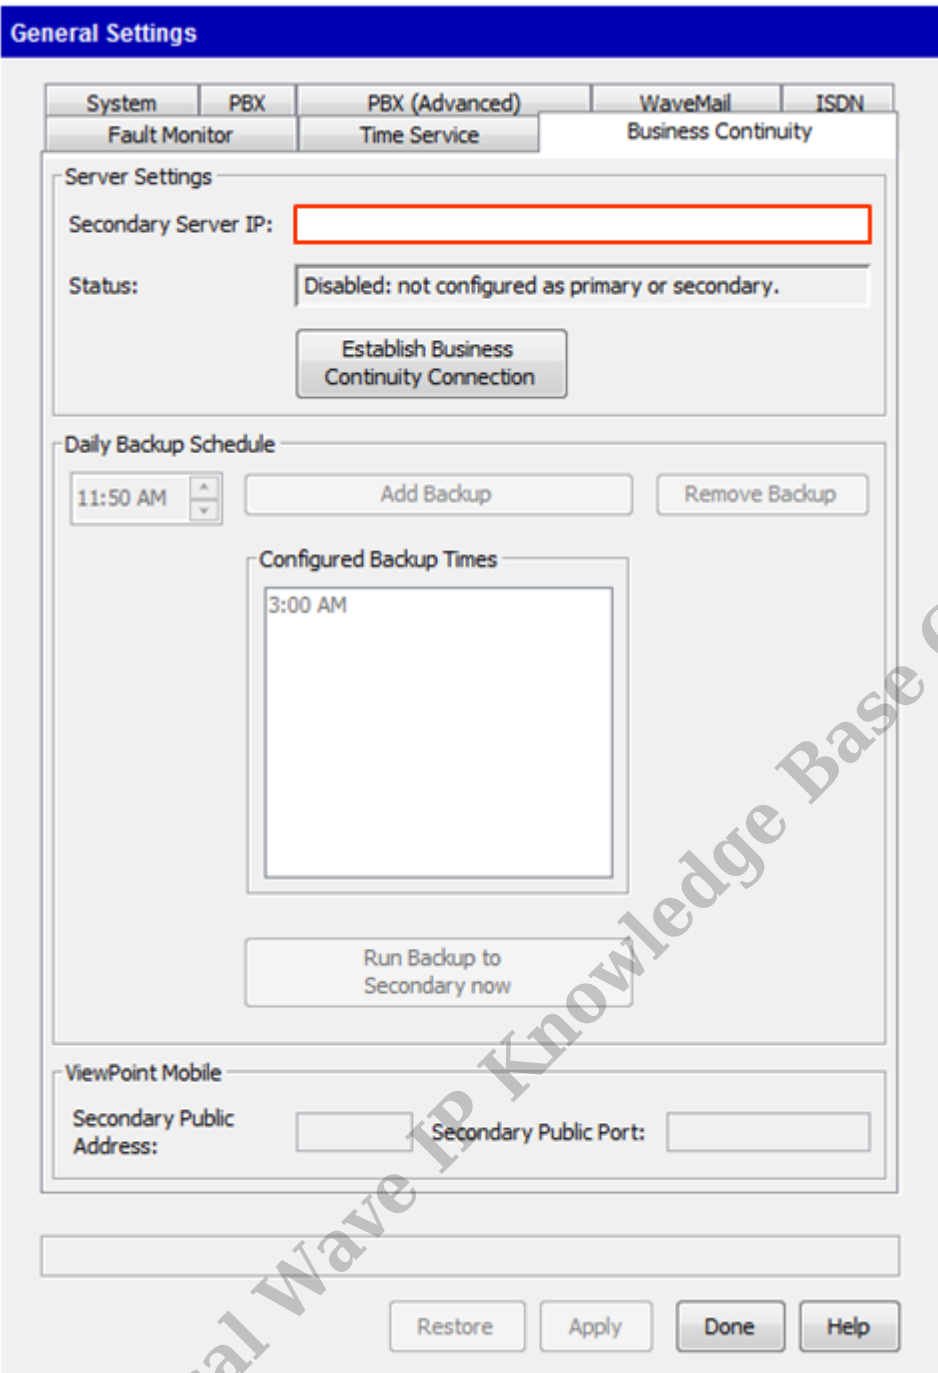 General Settings
System
PBX
PBX (Advanced)
WaveMail
ISDN
Fault Monitor
Time Service
Business Continuity
Server Settings
Secondary Server IP:
Status:
Disabled: not configured as primary or secondary.
Establish Business
Continuity Connection
Daily Backup Schedule
11:50 AM
Add Backup
Remove Backup
Configured Backup Times
3:00 AM
Run Backup to
Secondary now
ViewPoint Mobile
Secondary Public
Address:
Secondary Public Port:
Restore
Apply
Done
Help
Wave IP Knowledge Base